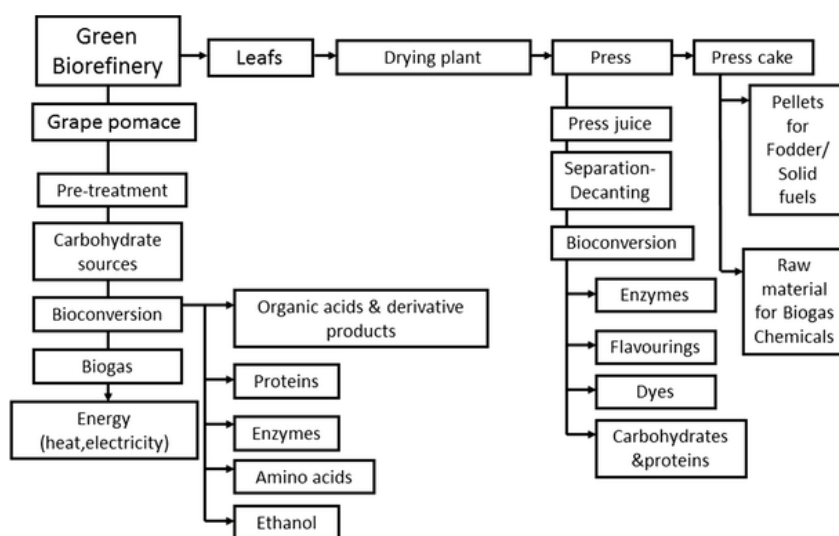 Green
Biorefinery
Leafs
Drying plant
Press
Press cake
Grape pomace
Pre-treatment
Carbohydrate
sources
Bioconversion
Biogas
Energy
(heat,electricity)
Organic acids & derivative
products
Proteins
Enzymes
Amino acids
Ethanol
Press juice
Separation-
Decanting
Bioconversion
Enzymes
Flavourings
Dyes
Carbohydrates
&proteins
Pellets
for
Fodder/
Solid
fuels
Raw
material
for Biogas
Chemicals